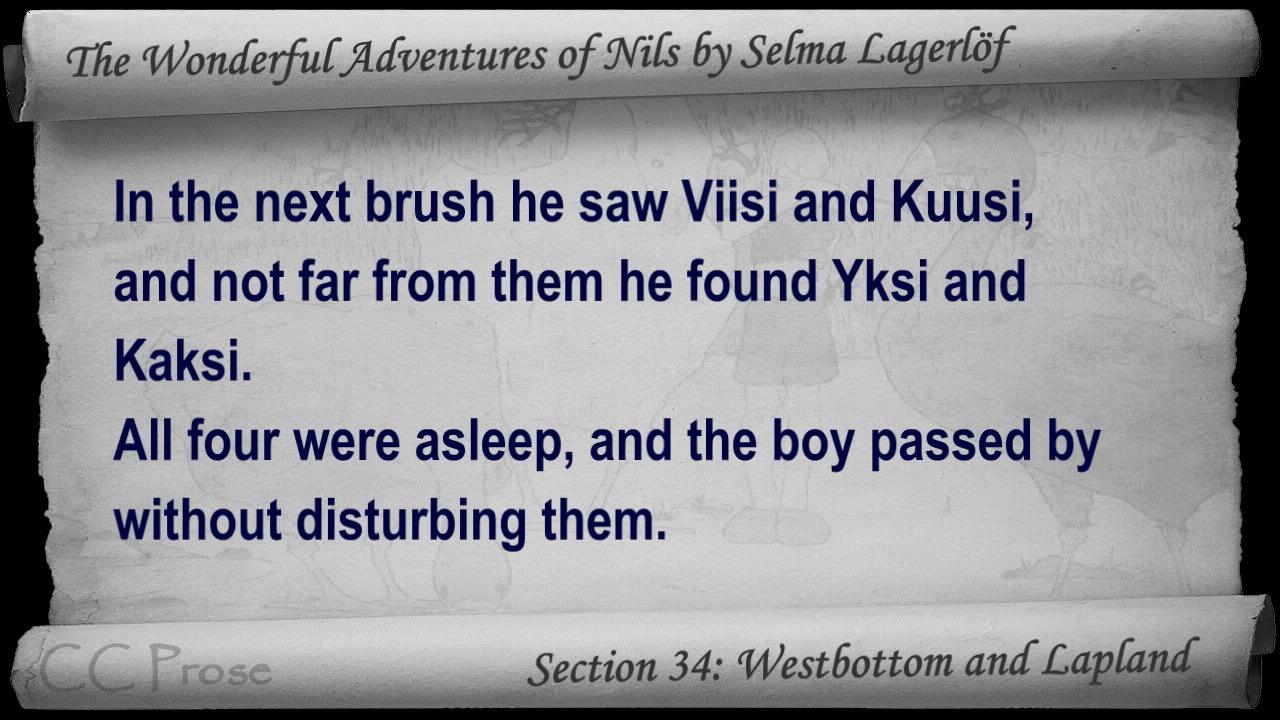 The Wonderful Adventures of Nils by Selma Lagerlöf
In the next brush he saw Viisi and Kuusi,
and not far from them he found Yksi and
Kaksi.
All four were asleep, and the boy passed by
without disturbing them.
CC Prose
Section 34: Westbottom and Lapland